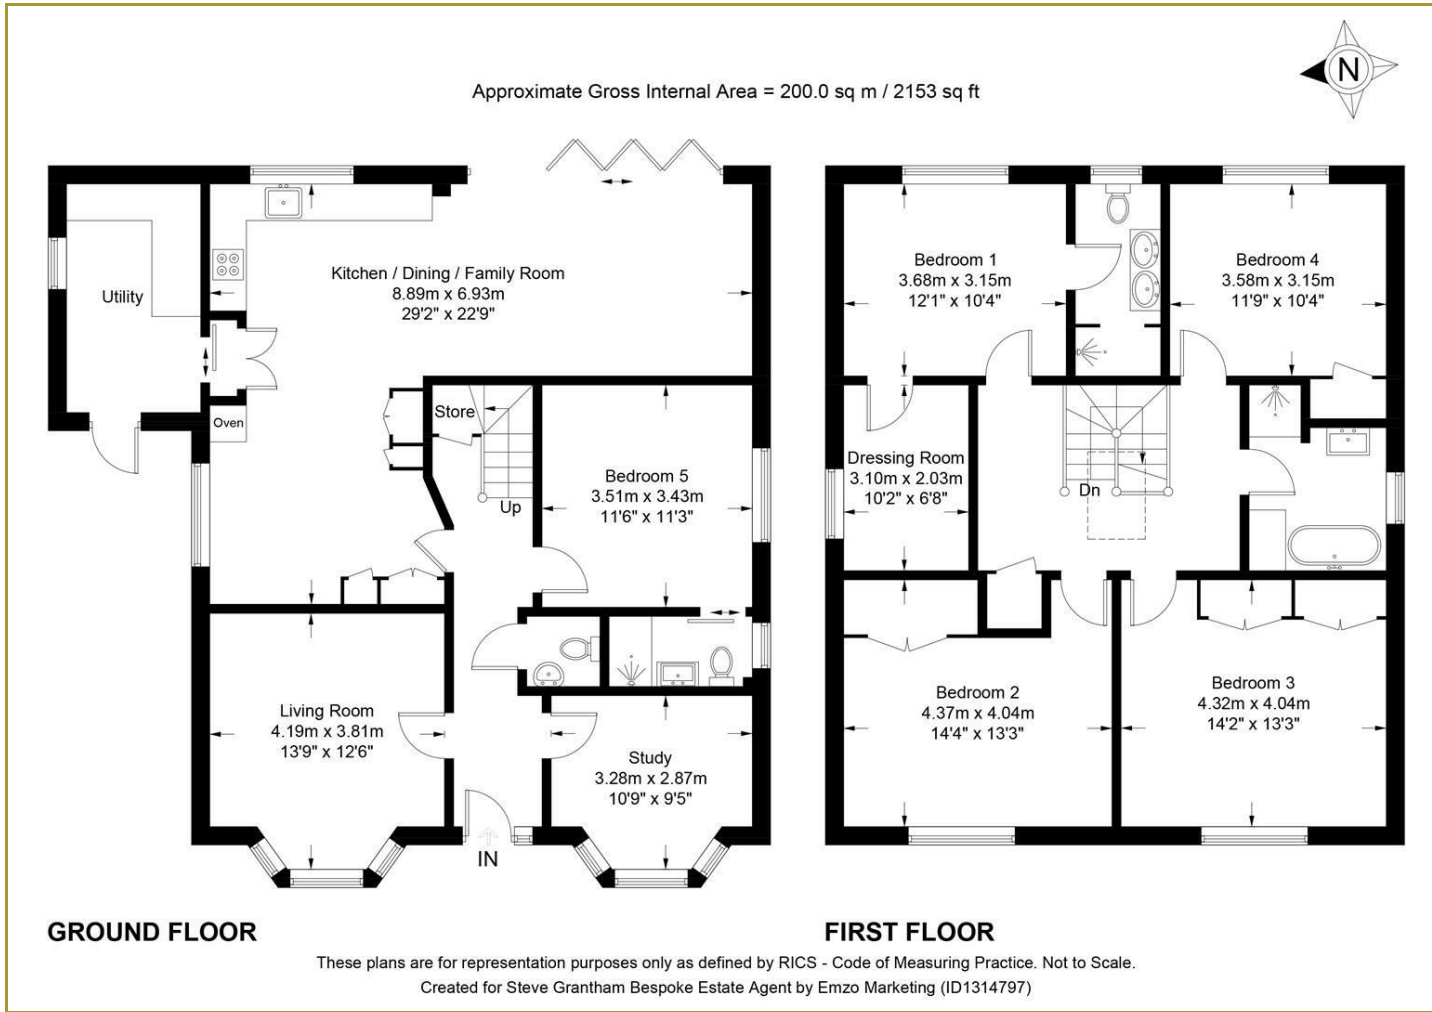 N
Approximate Gross Internal Area = 200.0 sq m / 2153 sq ft
Kitchen / Dining / Family Room
8.89m x 6.93m
29'2" x 22'9"
Utility
Oven
Store
Up
Bedroom 5
3.51m x 3.43m
11'6" x 11'3"
Living Room
4.19m x 3.81m
13'9" x 12'6"
Study
3.28m x 2.87m
10'9" x 9'5"
IN
GROUND FLOOR
Bedroom 1
3.68m x 3.15m
12'1" x 10'4"
Bedroom 4
3.58m x 3.15m
11'9" x 10'4"
Dressing Room
3.10m x 2.03m
10'2" x 6'8"
Dn
Bedroom 2
4.37m x 4.04m
14'4" x 13'3"
Bedroom 3
4.32m x 4.04m
14'2" x 13'3"
FIRST FLOOR
These plans are for representation purposes only as defined by RICS - Code of Measuring Practice. Not to Scale.
Created for Steve Grantham Bespoke Estate Agent by Emzo Marketing (ID1314797)